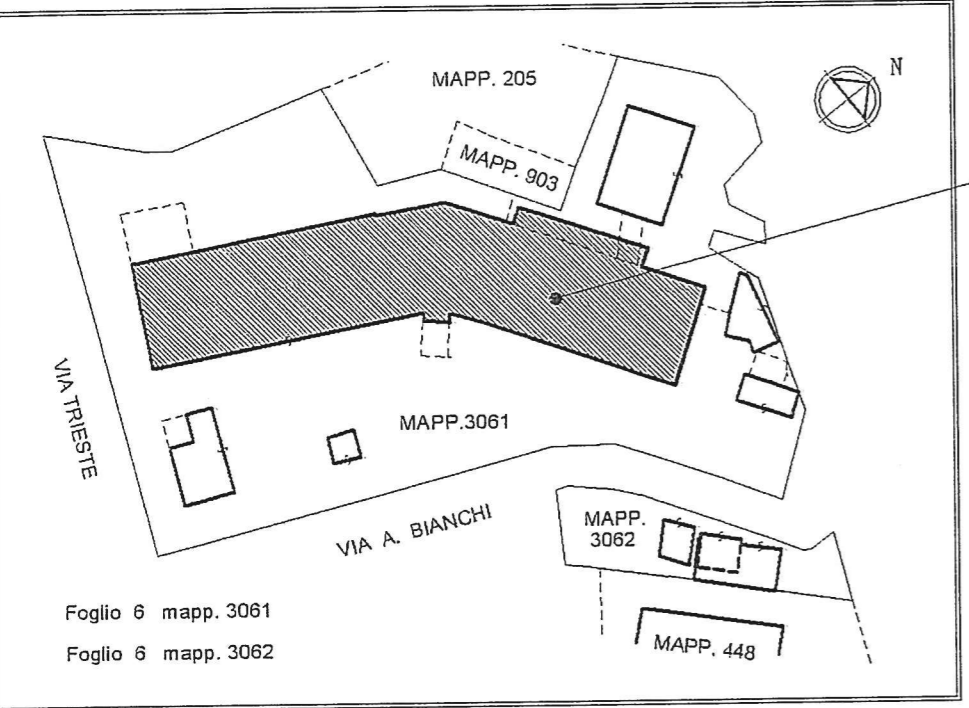 MAPP. 205
N
MAPP. 903
VIA TRIESTE
MAPP.3061
VIA A. BIANCHI
MAPP.
3062
Foglio 6 mapp. 3061
Foglio 6 mapp. 3062
MAPP. 448